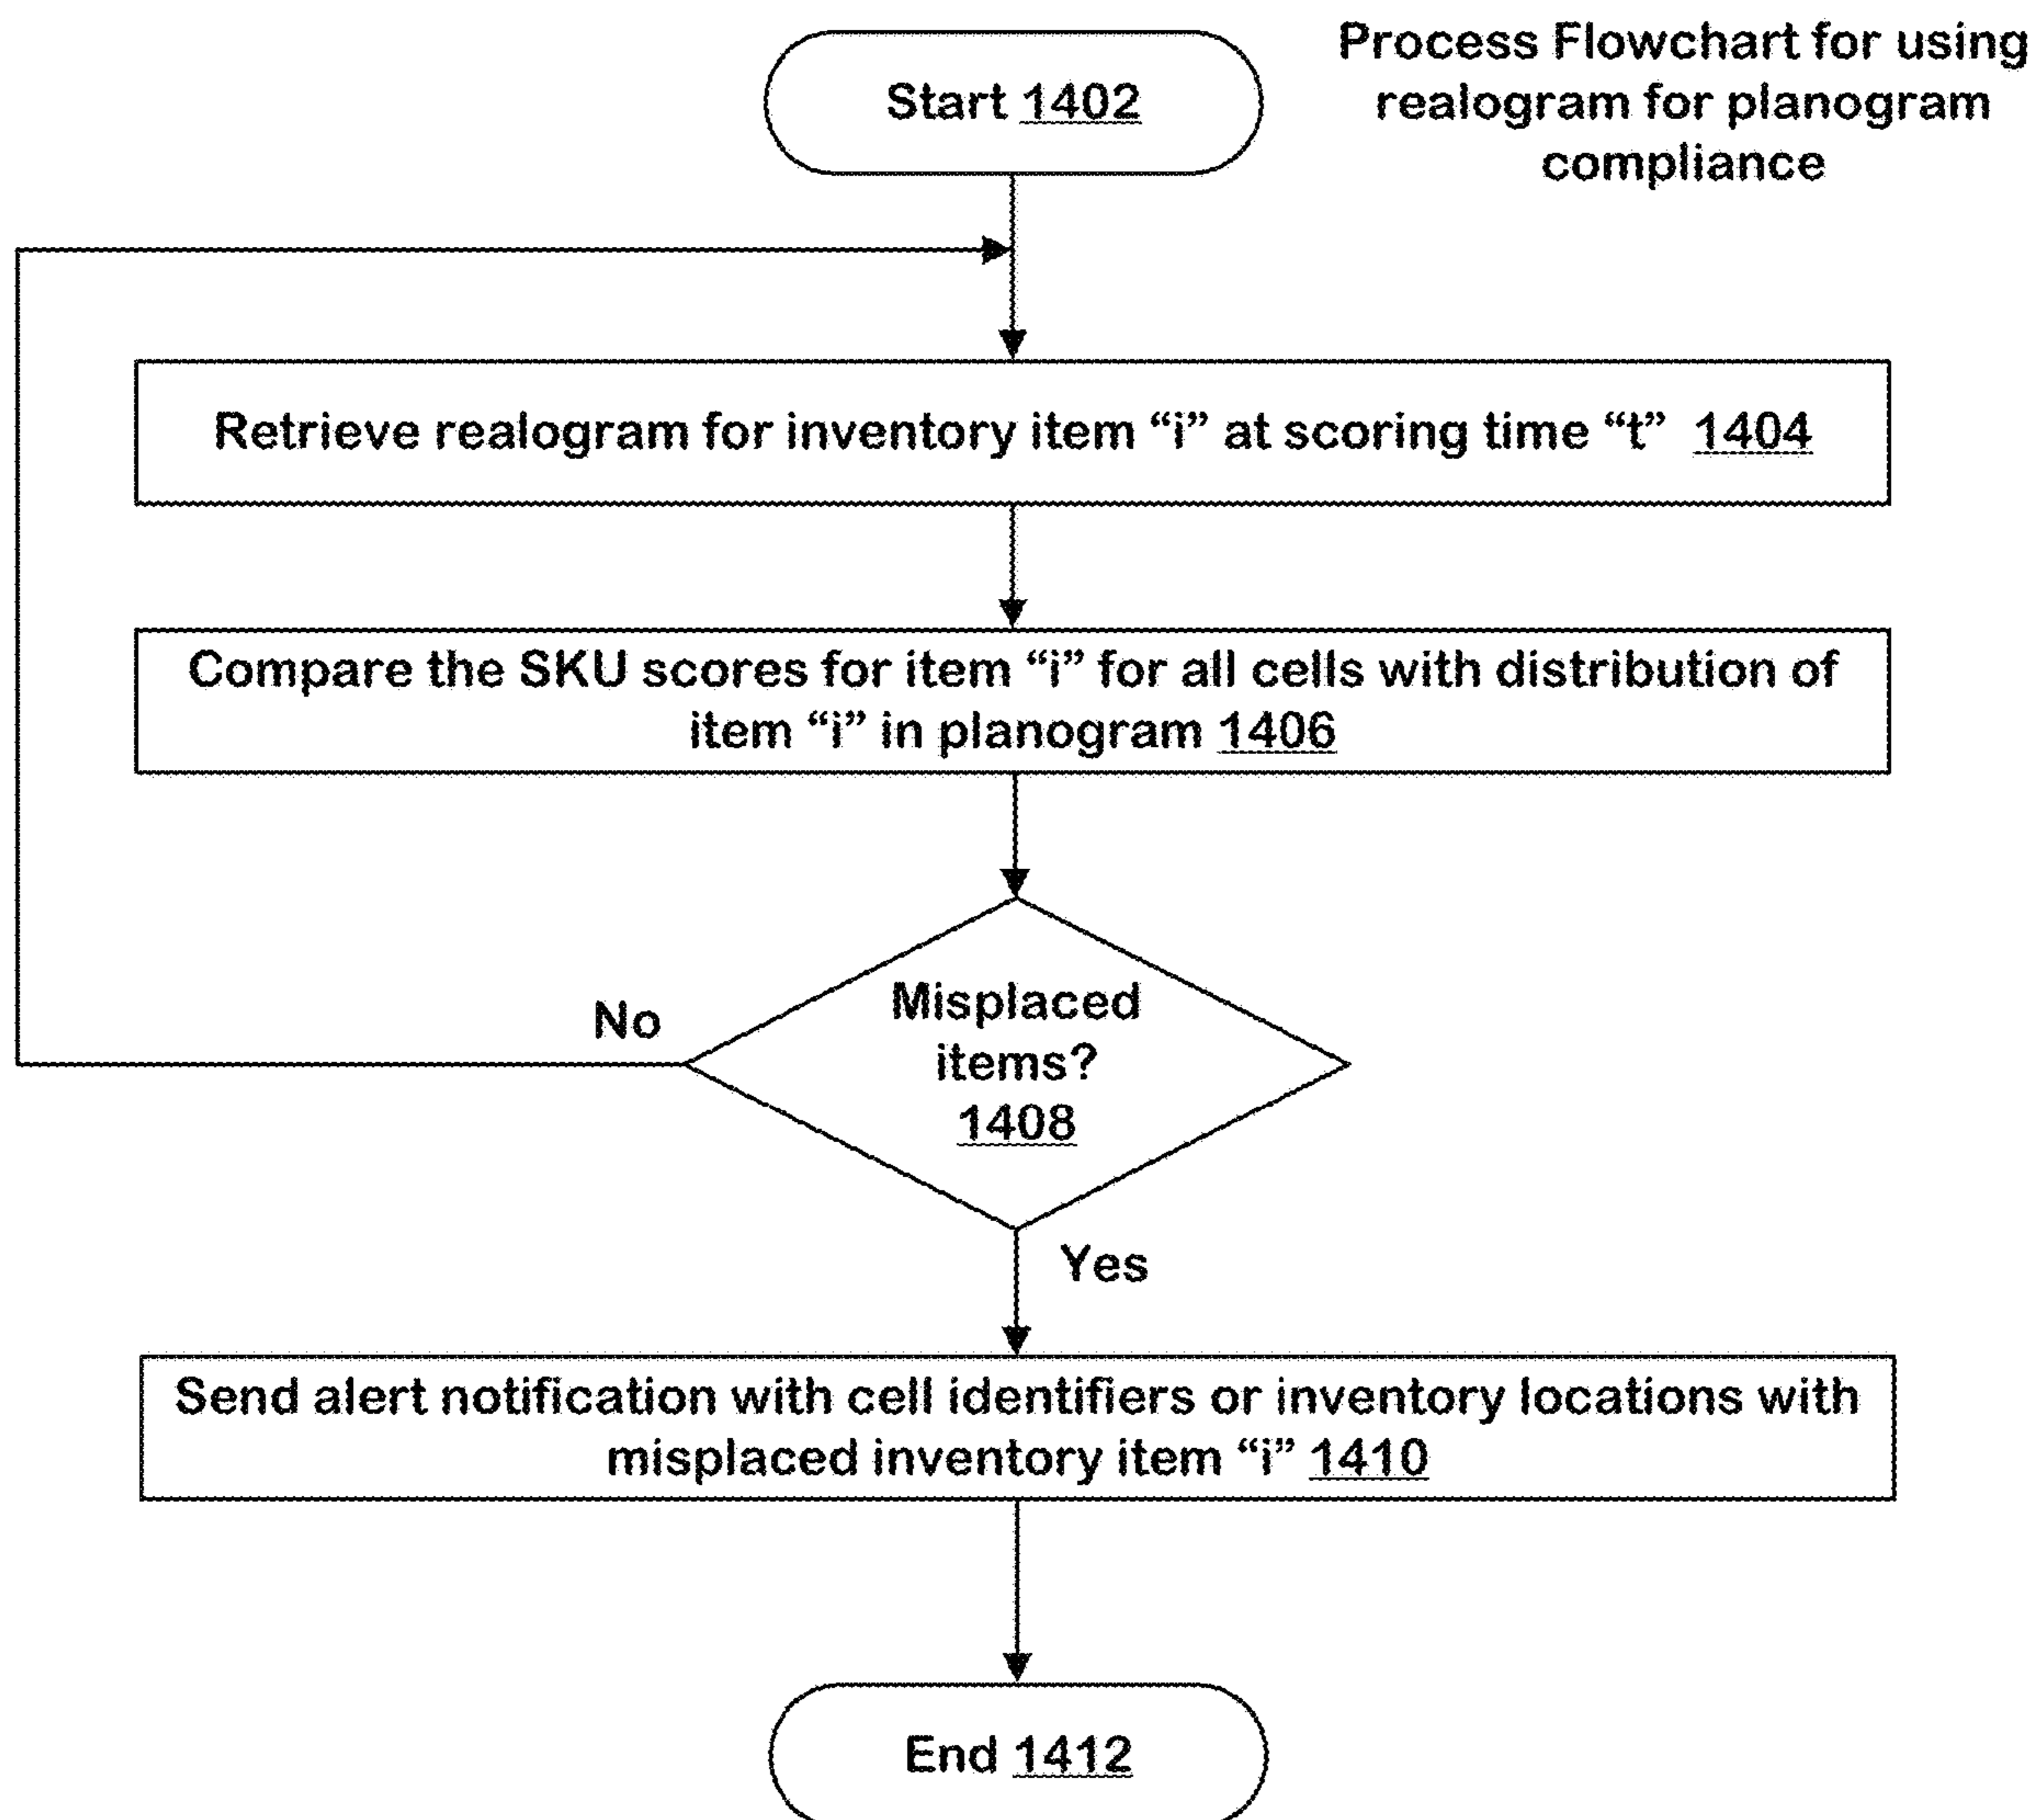 Process Flowchart for using
realogram for planogram
compliance
Start 1402
Retrieve realogram for inventory item “i” at scoring time “t” 1404
Compare the SKU scores for item “i” for all cells with distribution of
item “i” in planogram 1406
Misplaced
items?
1408
No
Yes
Send alert notification with cell identifiers or inventory locations with
misplaced inventory item “i” 1410
End 1412